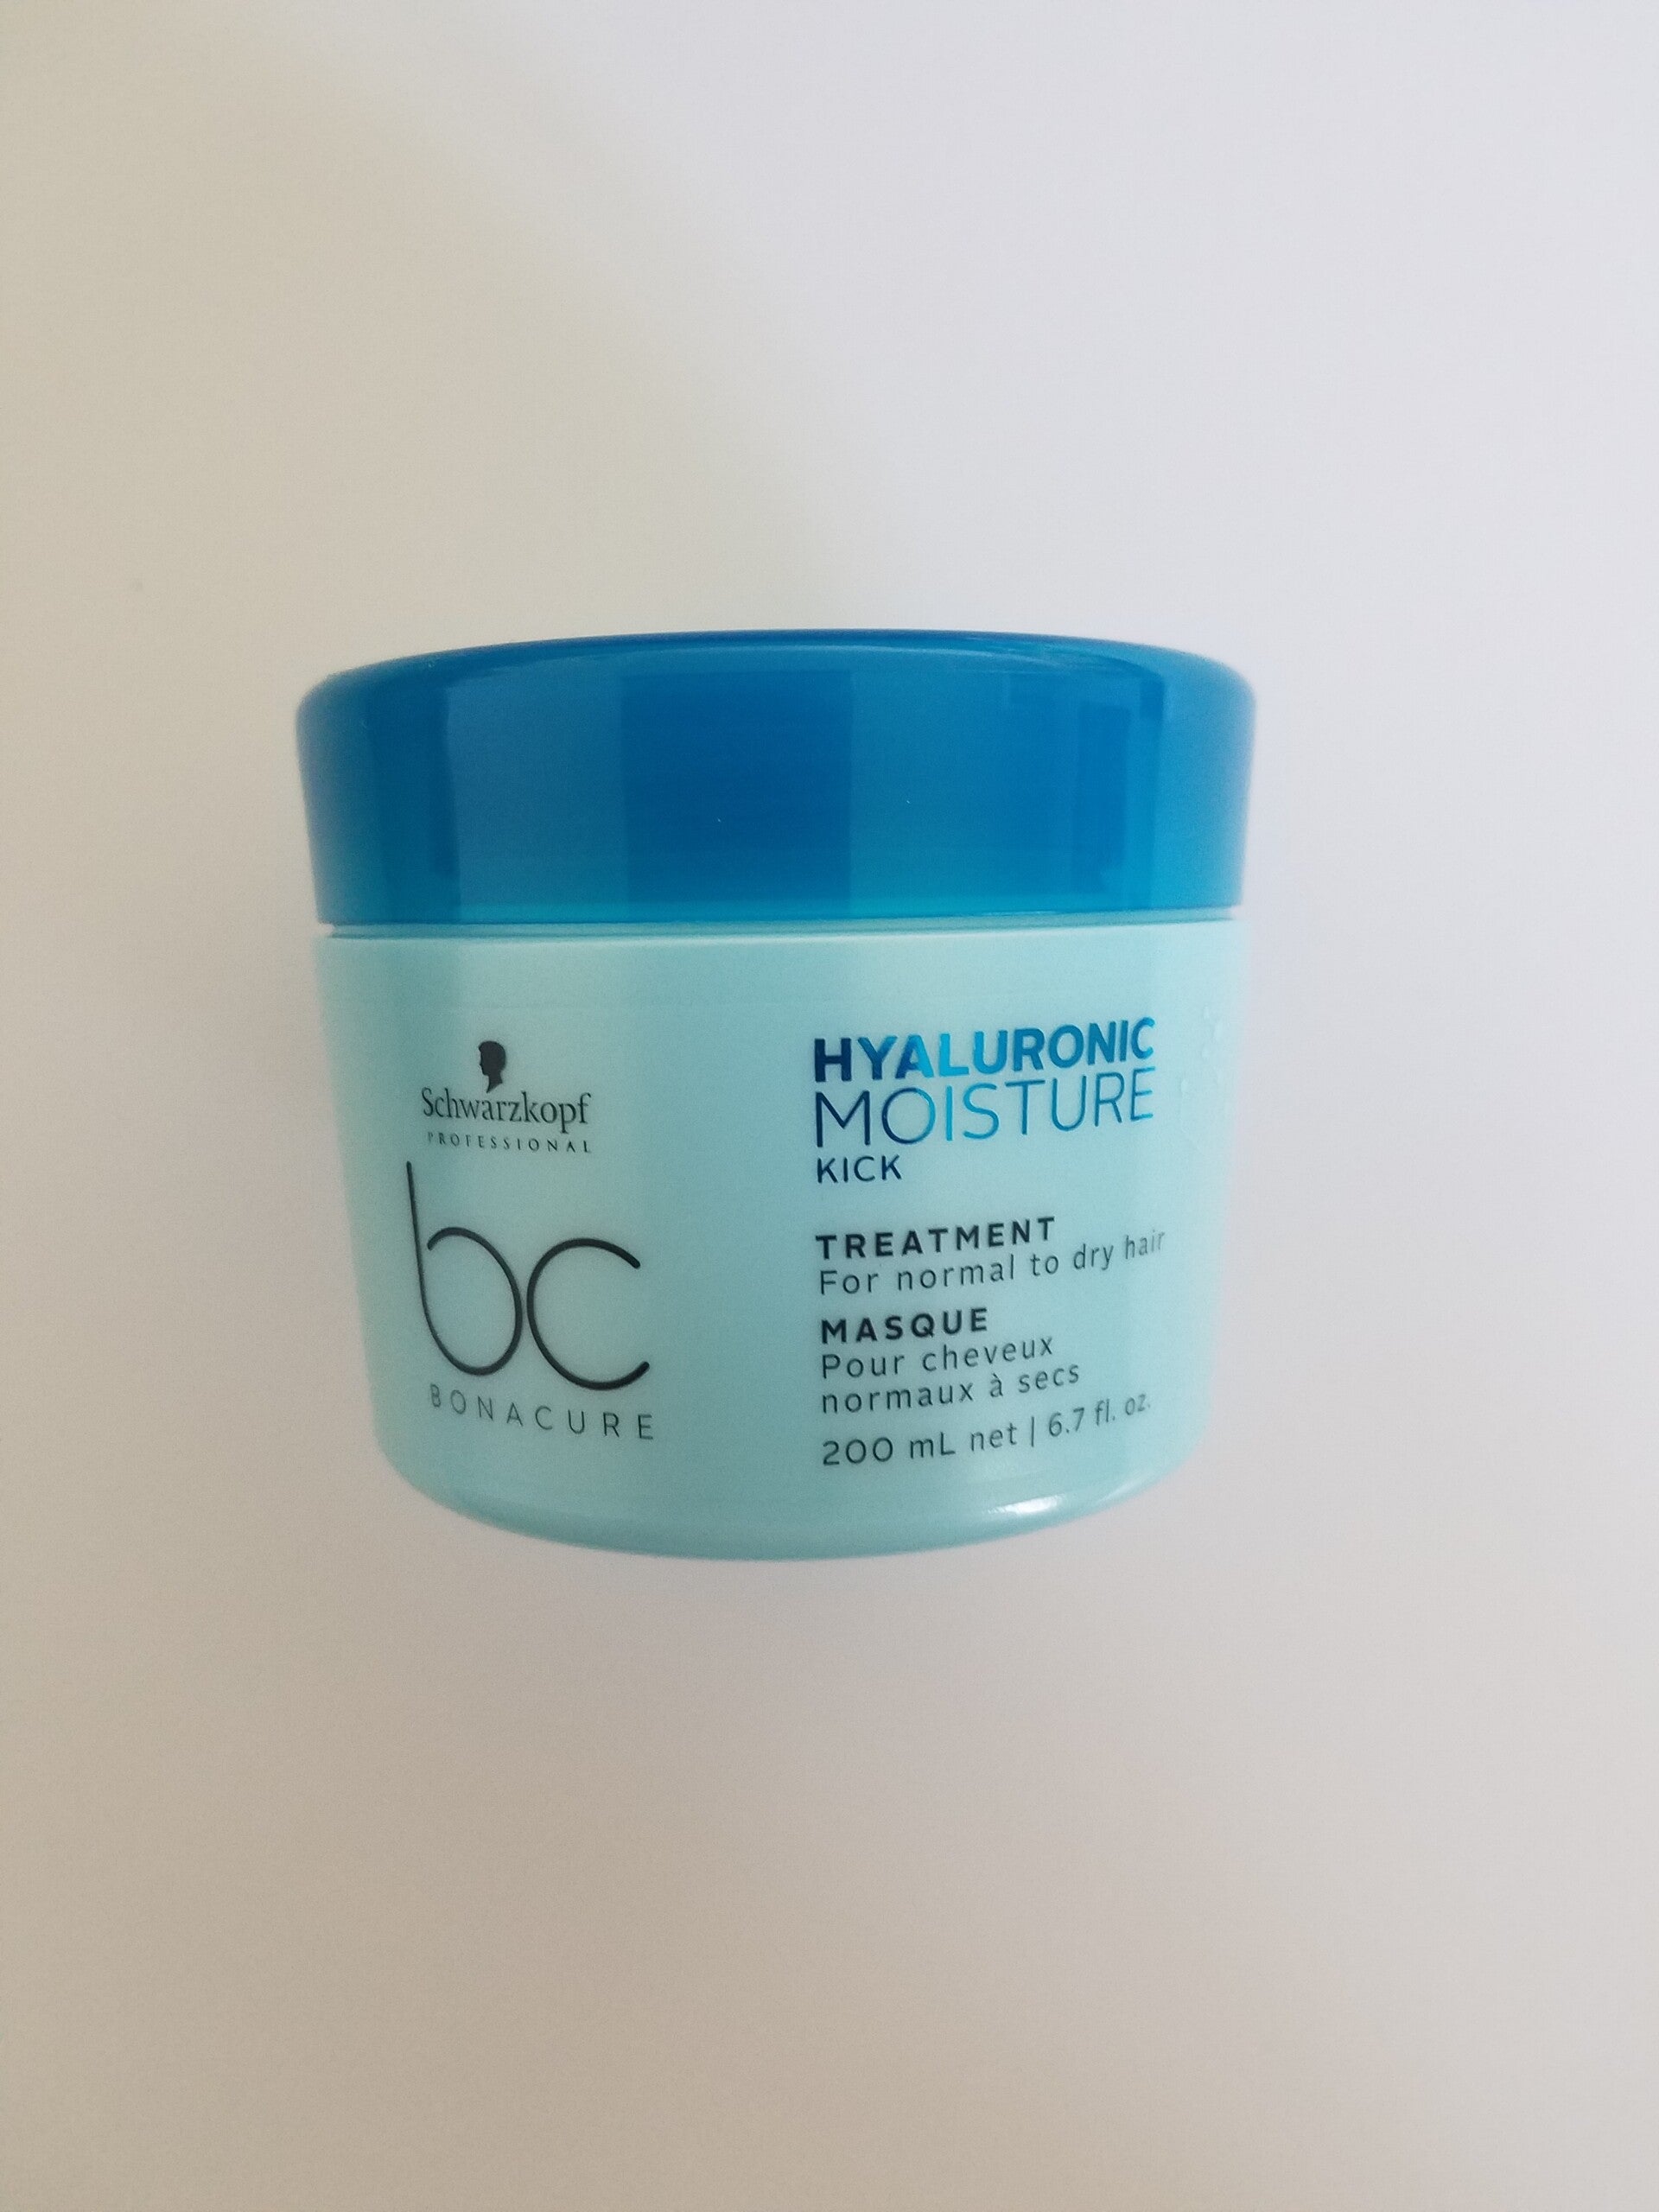 Schwarzkopf
PROFESSIONAL
bc
BONACURE
HYALURONIC
MOISTURE
KICK
TREATMENT
For normal to dry hair
MASQUE
Pour cheveux
normaux à secs
200 mL net | 6.7 fl. oz.